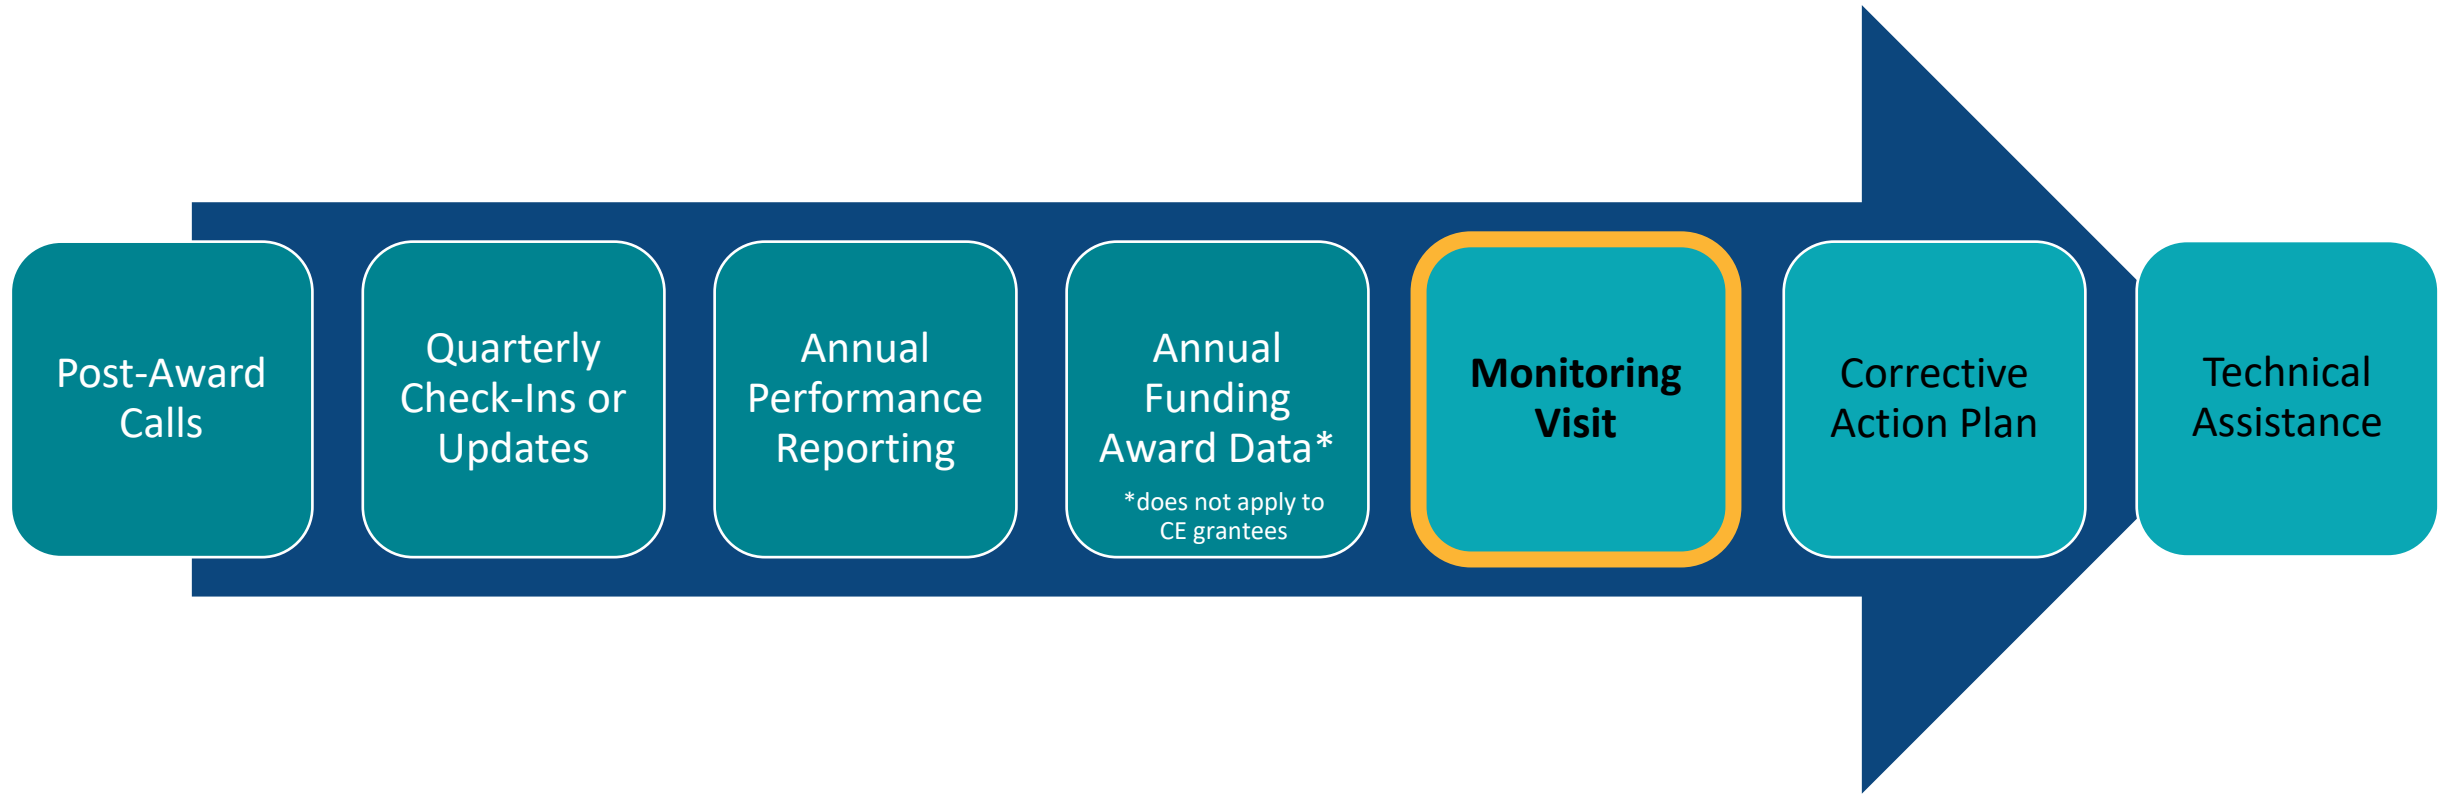 Post-Award
Calls
Quarterly
Check-Ins or
Updates
Annual
Performance
Reporting
Annual
Funding
Award Data*
*does not apply to
CE grantees
Monitoring
Visit
Corrective
Action Plan
Technical
Assistance